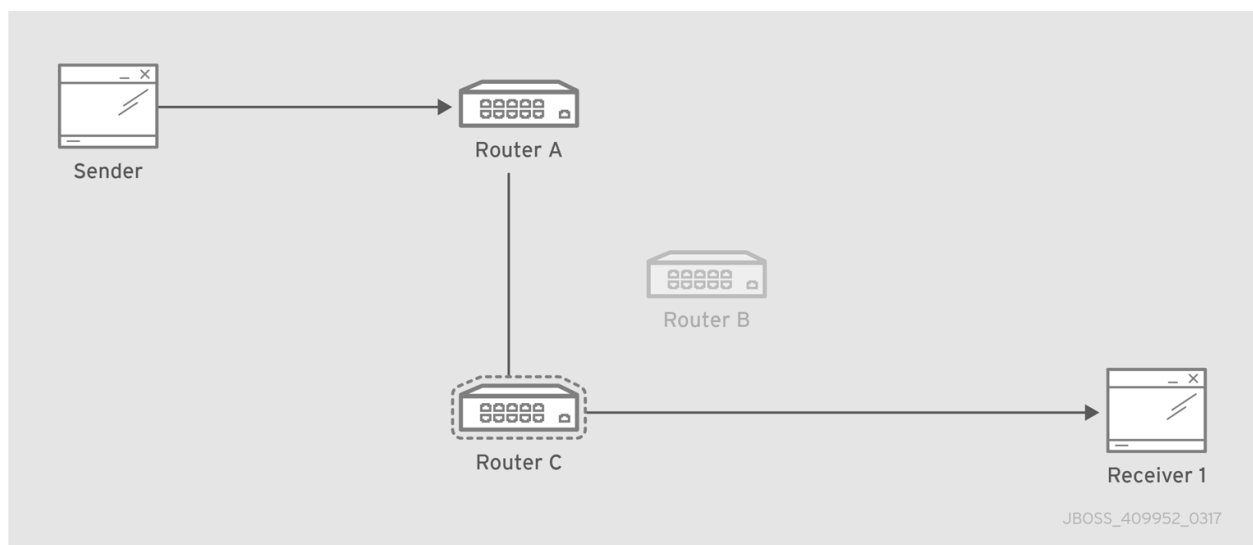 Sender
Router A
Router B
Router C
Receiver 1
JBOSS_409952_0317